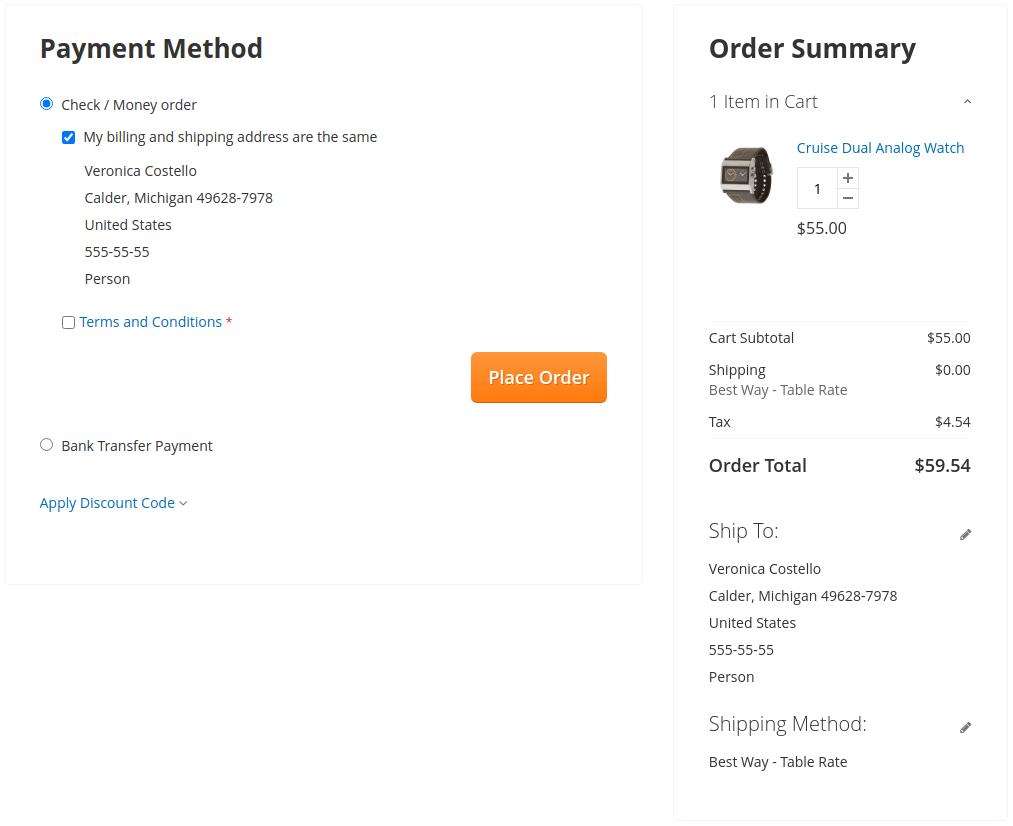 Payment Method
Check / Money order
My billing and shipping address are the same
Veronica Costello
Calder, Michigan 49628-7978
United States
555-55-55
Person
Terms and Conditions *
Place Order
Bank Transfer Payment
Apply Discount Code
Order Summary
1 Item in Cart
Cruise Dual Analog Watch
1
$55.00
Cart Subtotal $55.00
Shipping $0.00
Best Way - Table Rate
Tax $4.54
Order Total $59.54
Ship To:
Veronica Costello
Calder, Michigan 49628-7978
United States
555-55-55
Person
Shipping Method:
Best Way - Table Rate